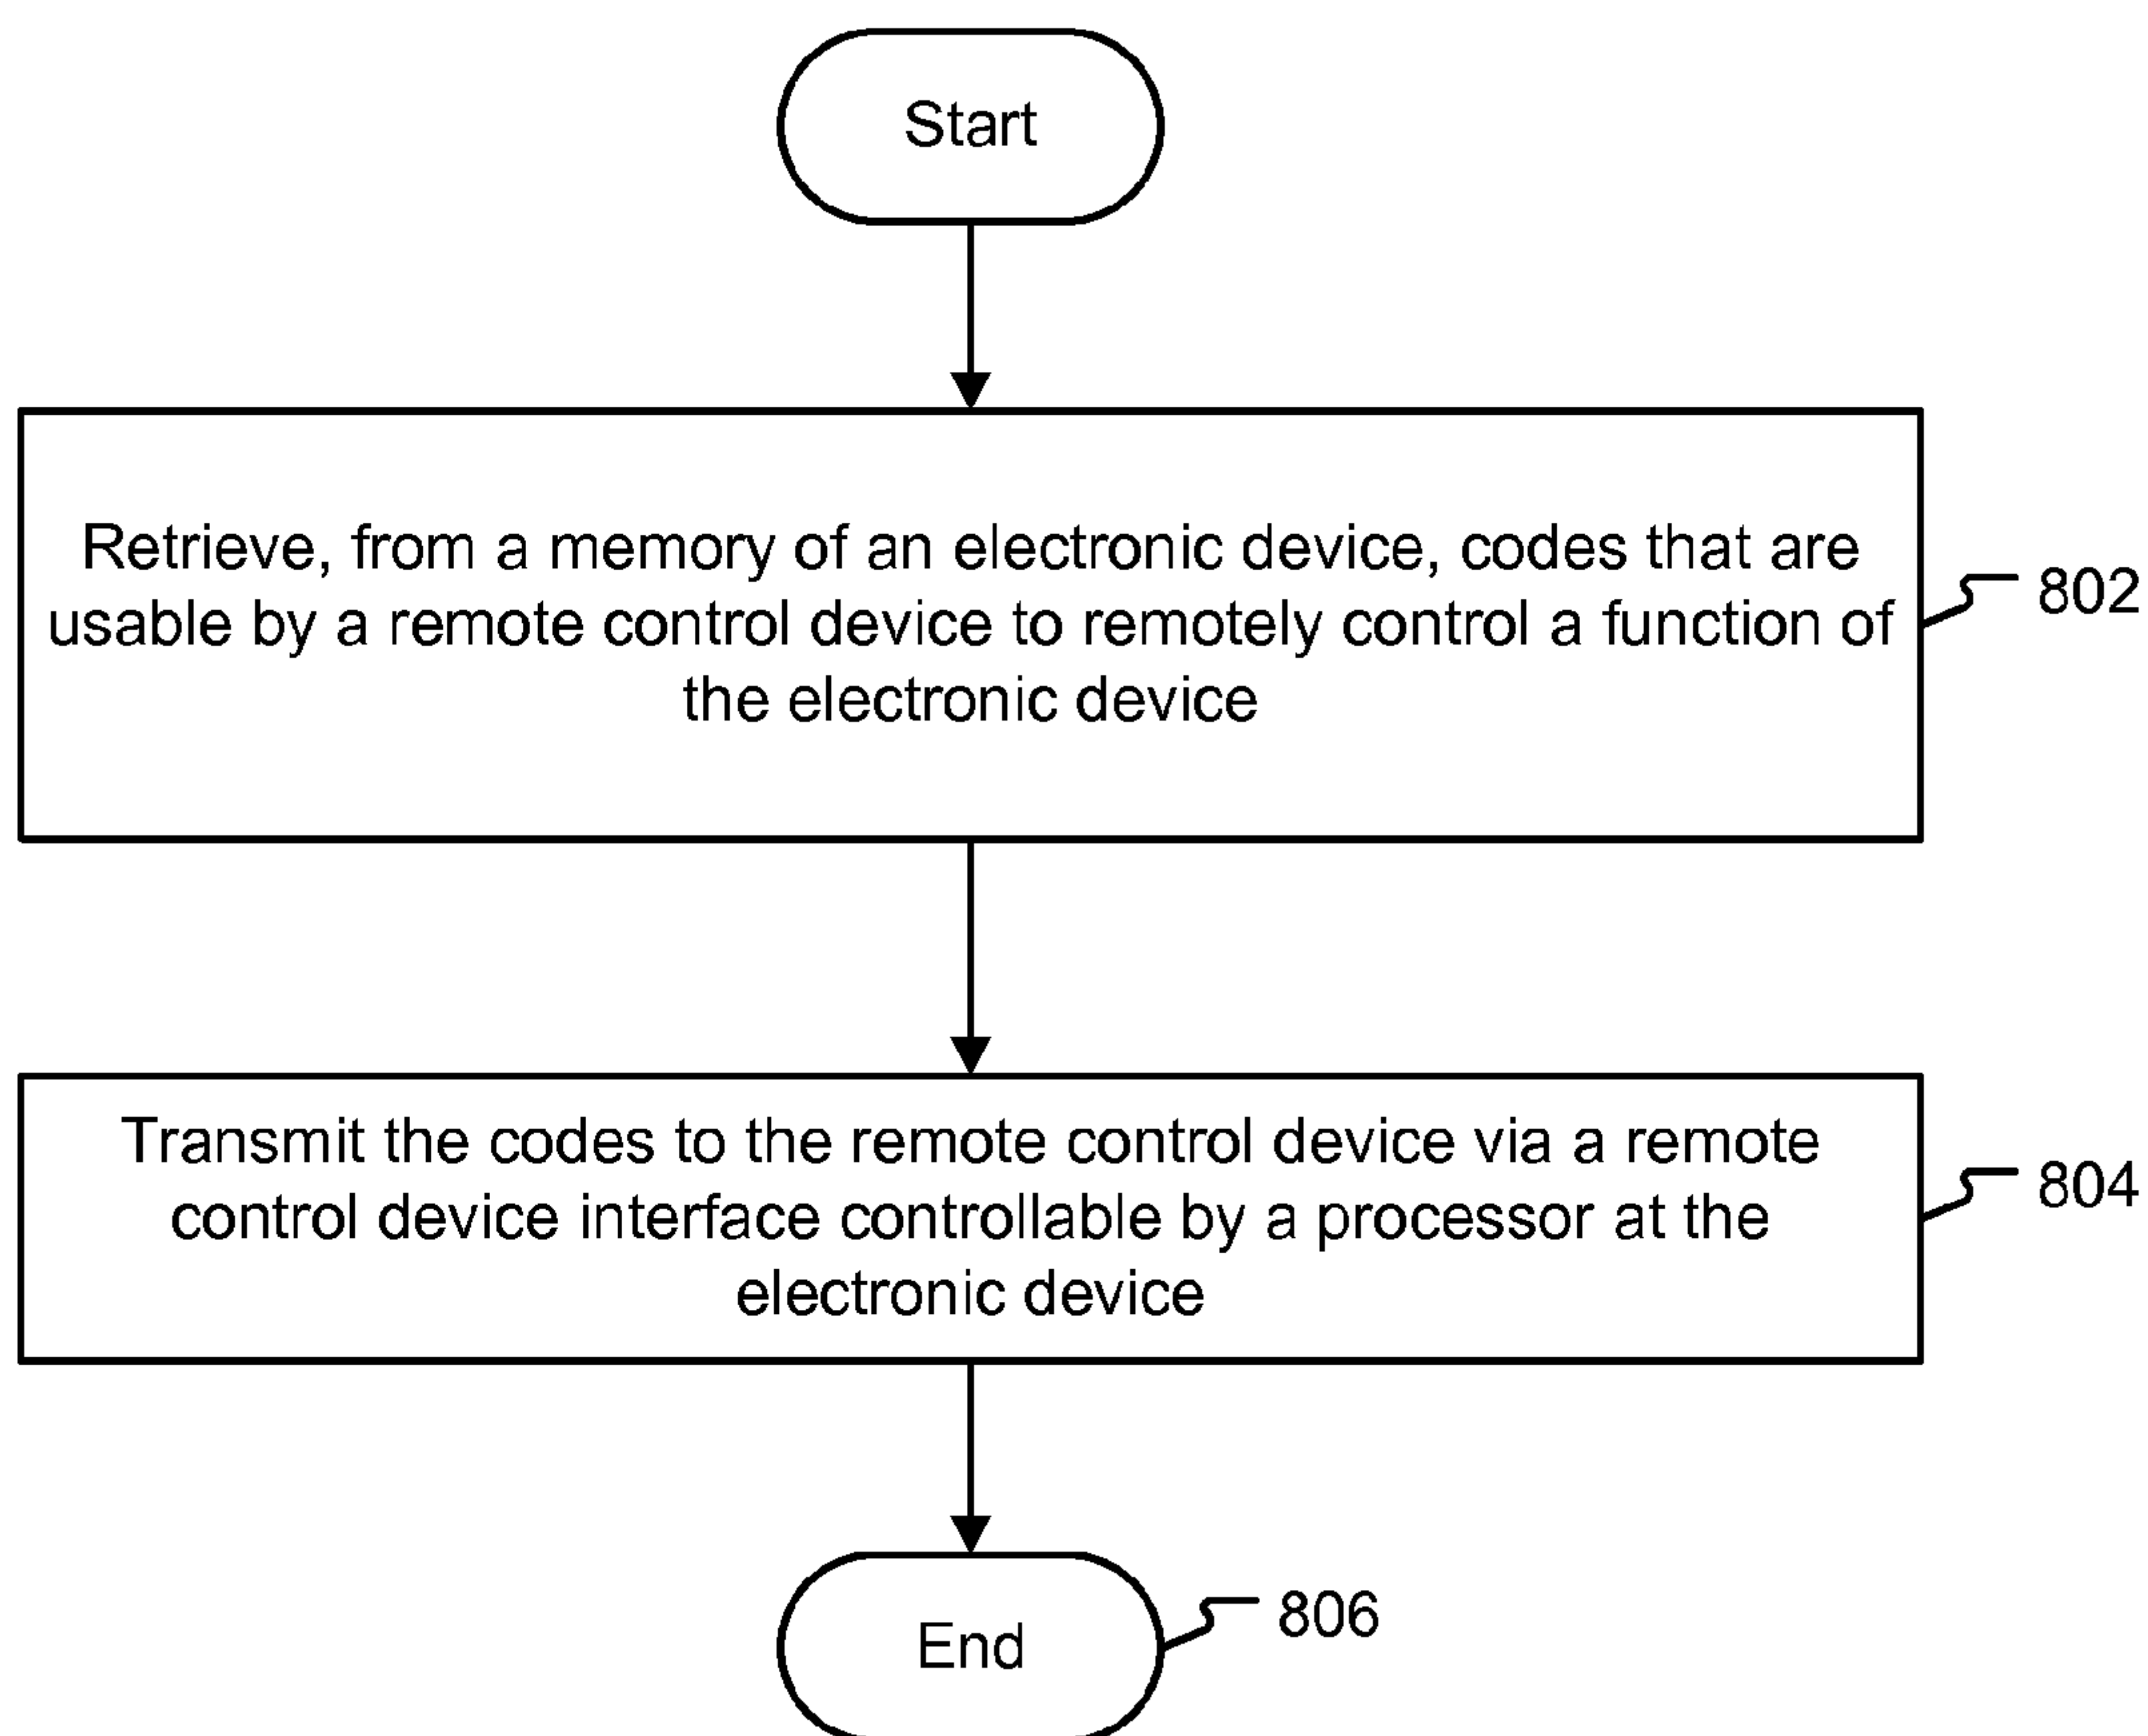 Start
Retrieve, from a memory of an electronic device, codes that are
usable by a remote control device to remotely control a function of
the electronic device
802
Transmit the codes to the remote control device via a remote
control device interface controllable by a processor at the
electronic device
804
End
806